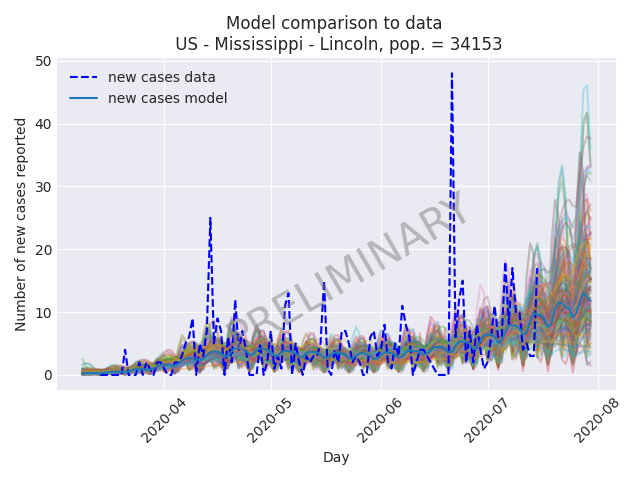 Model comparison to data
US - Mississippi - Lincoln, pop. = 34153
50
40
30
20
10
0
Number of new cases reported
new cases data
new cases model
PRELIMINARY
2020-04
2020-05
2020-06
2020-07
2020-08
Day